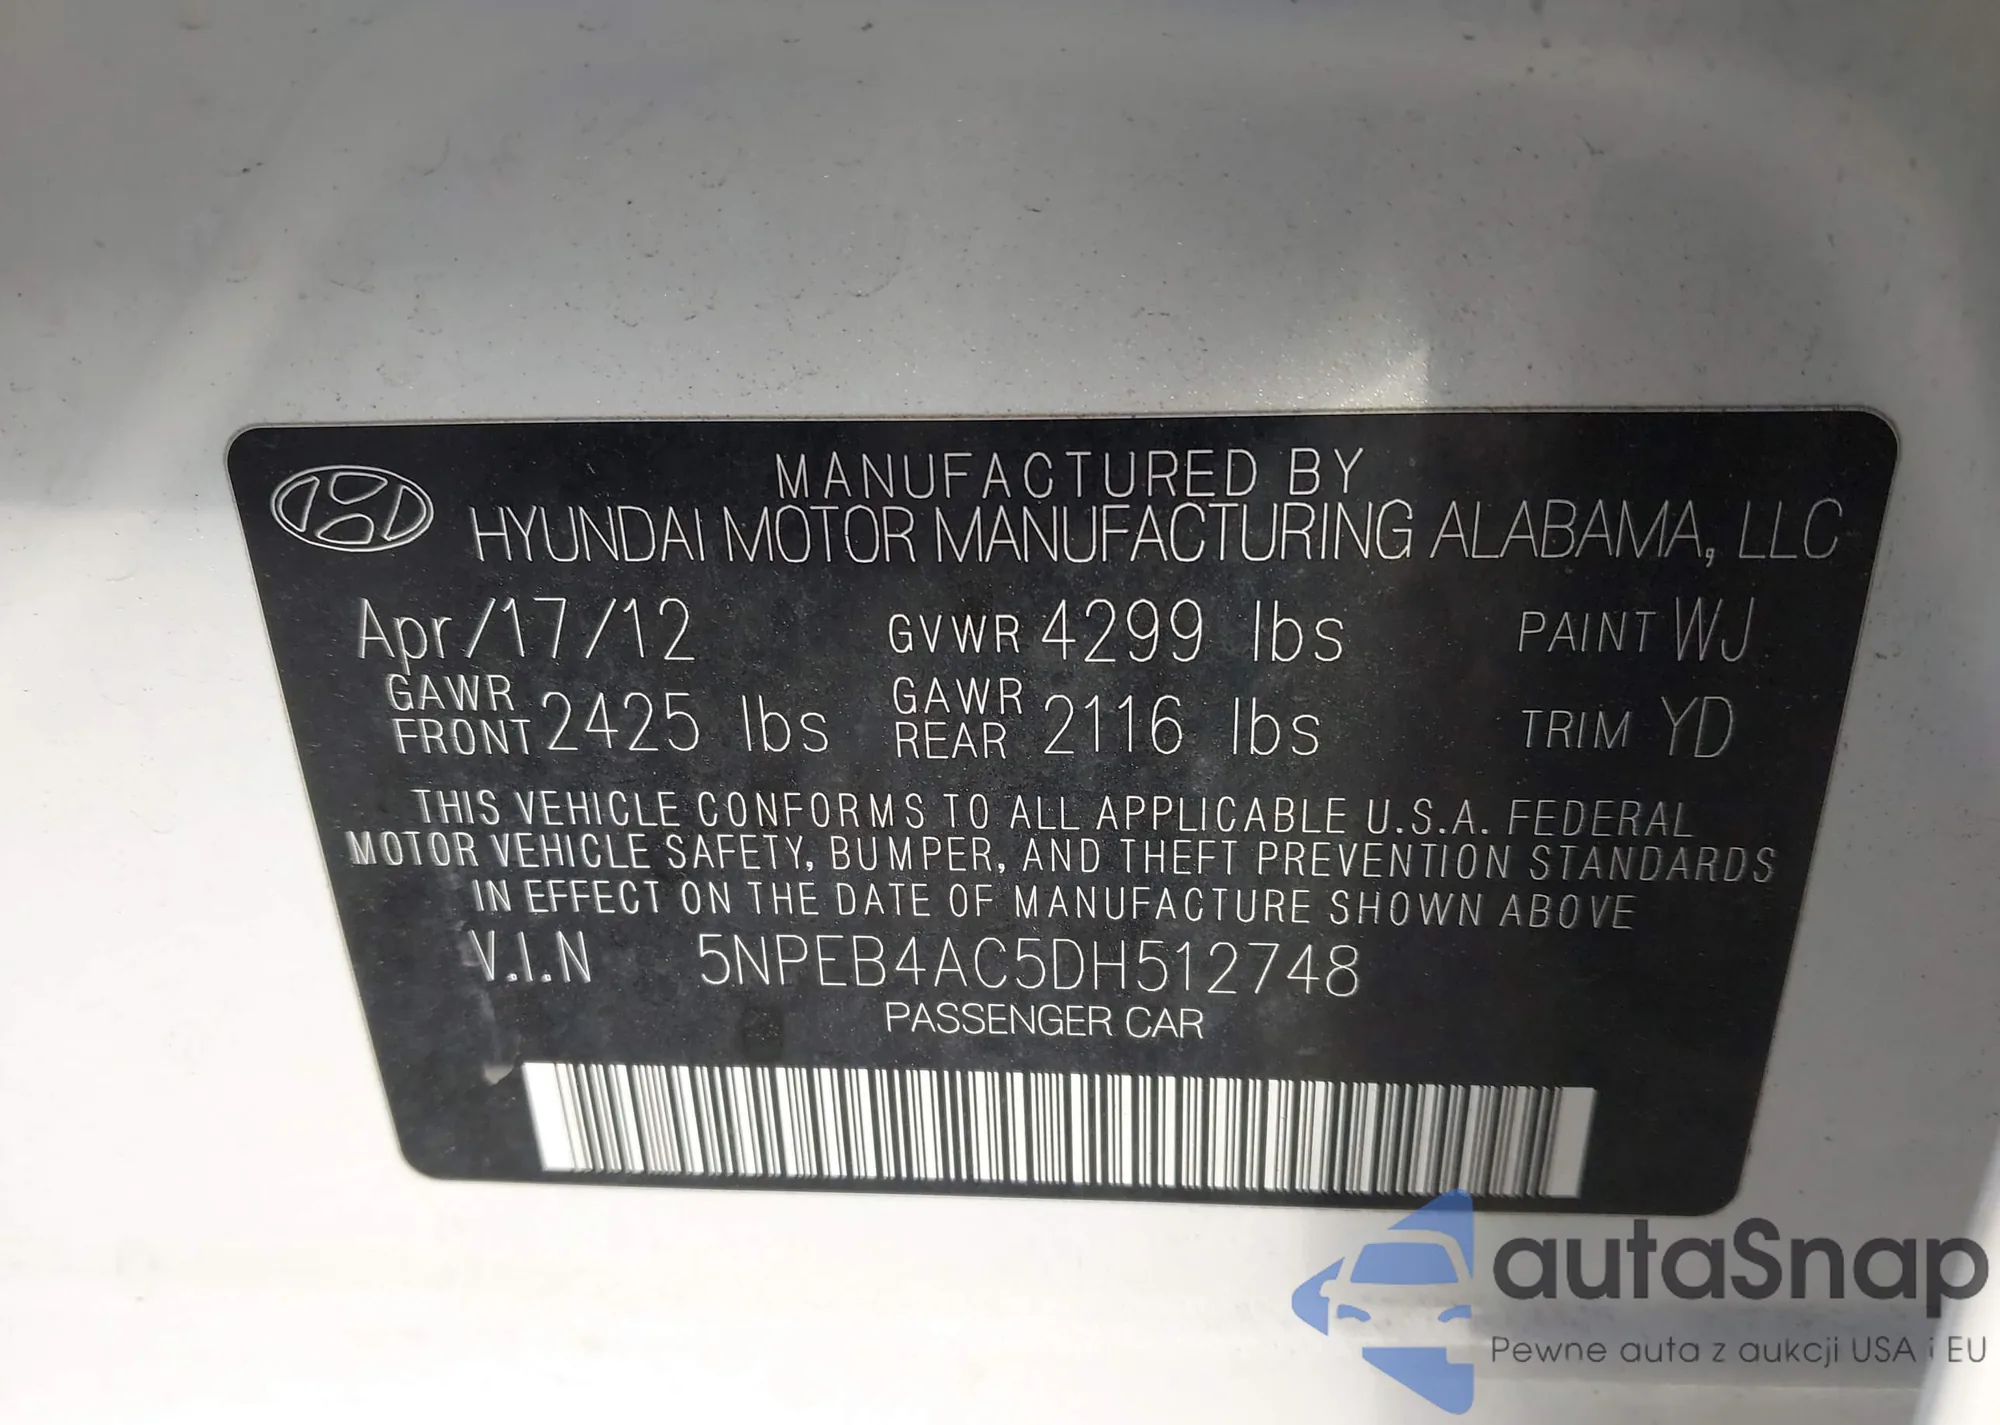 MANUFACTURED BY
HYUNDAI MOTOR MANUFACTURING ALABAMA, LLC
Apr/17/12 GVWR 4299 lbs PAINT WJ
GAWR FRONT 2425 lbs GAWR REAR 2116 lbs TRIM YD
THIS VEHICLE CONFORMS TO ALL APPLICABLE U.S.A. FEDERAL
MOTOR VEHICLE SAFETY, BUMPER, AND THEFT PREVENTION STANDARDS
IN EFFECT ON THE DATE OF MANUFACTURE SHOWN ABOVE
V.I.N 5NPEB4AC5DH512748
PASSENGER CAR
autaSnap
Pewne auta z aukcji USA i EU